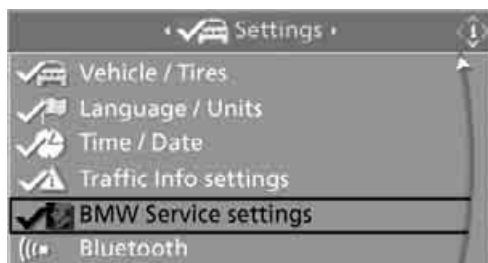 Settings
i
Vehicle / Tires
Language / Units
Time / Date
Traffic Info settings
BMW Service settings
Bluetooth